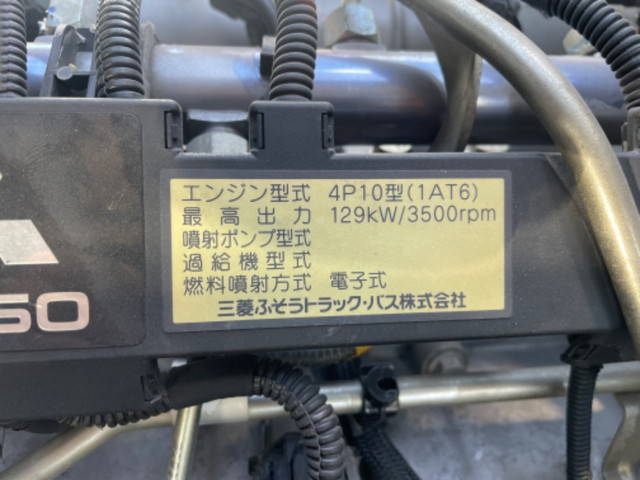 エンジン型式 4P10型(1AT6)
最高出力 129kW/3500rpm
噴射ポンプ型式
過給機型式
燃料噴射方式 電子式
三菱ふそうトラック・バス株式会社